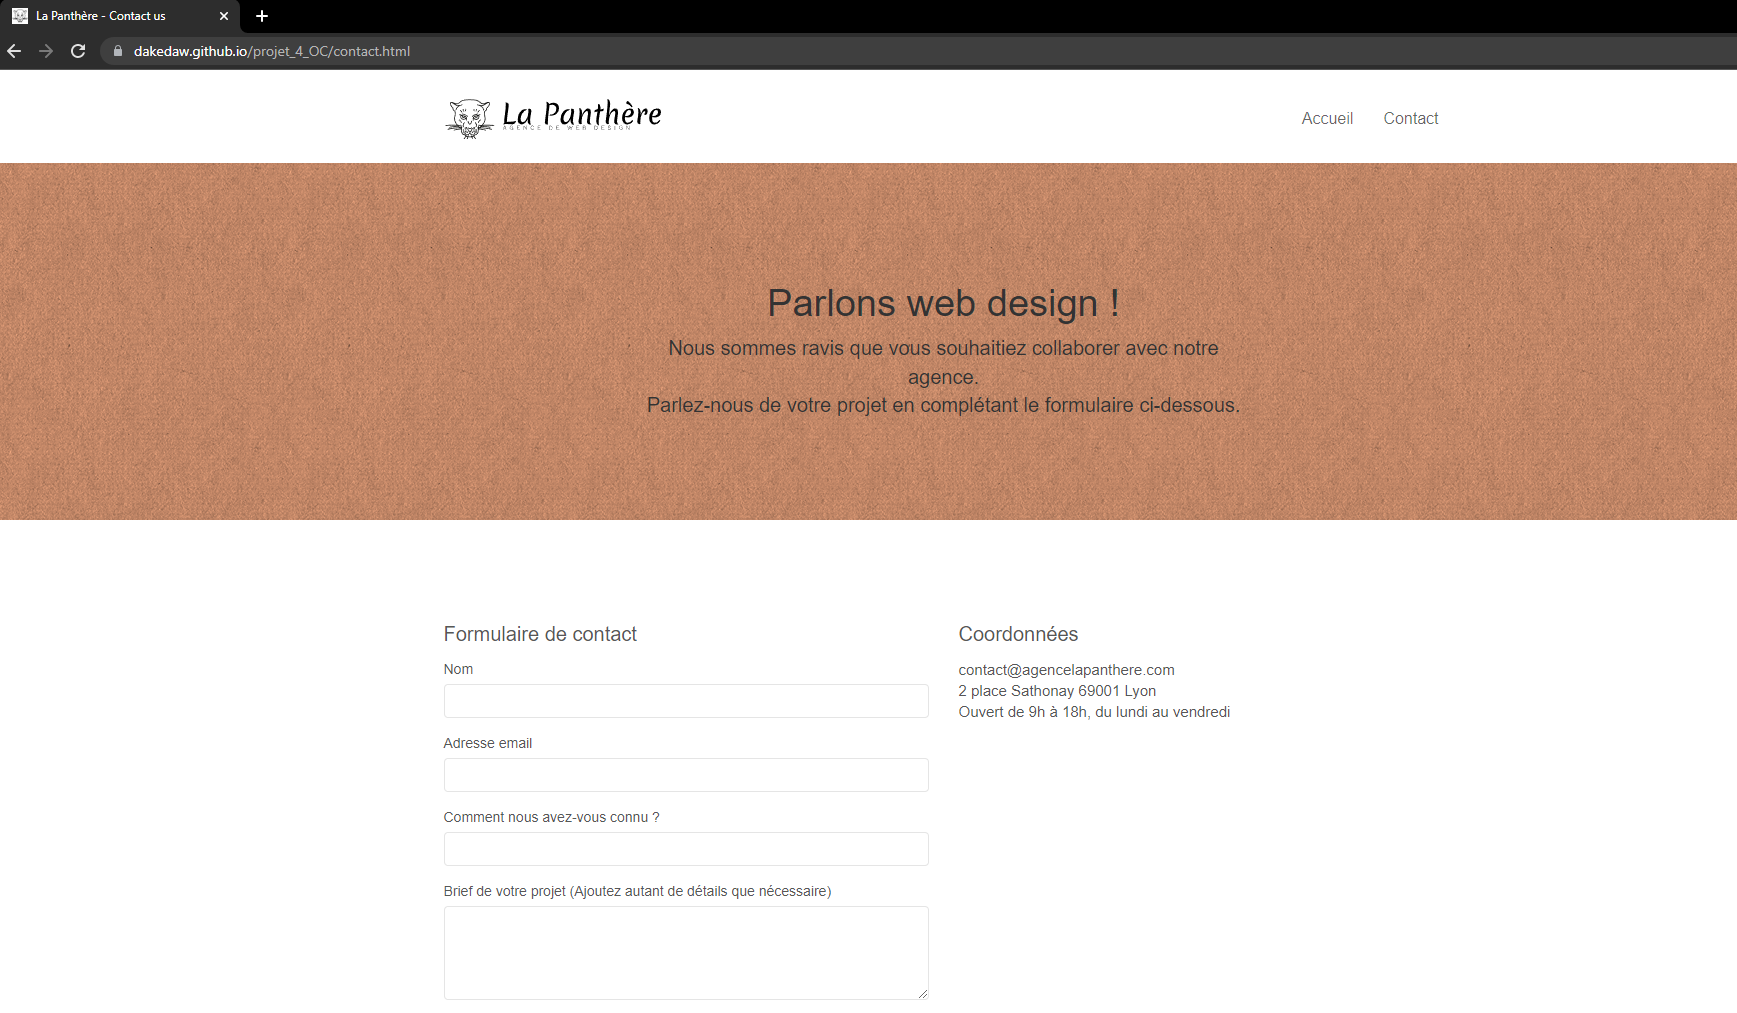 La Panthère - Contact us
dakedaw.github.io/projet_4_OC/contact.html
La Panthère
AGENCE DE WEB DESIGN
Accueil Contact
Parlons web design !
Nous sommes ravis que vous souhaitiez collaborer avec notre
agence.
Parlez-nous de votre projet en complétant le formulaire ci-dessous.
Formulaire de contact
Nom
Adresse email
Comment nous avez-vous connu ?
Brief de votre projet (Ajoutez autant de détails que nécessaire)
Coordonnées
contact@agencelapanthere.com
2 place Sathonay 69001 Lyon
Ouvert de 9h à 18h, du lundi au vendredi